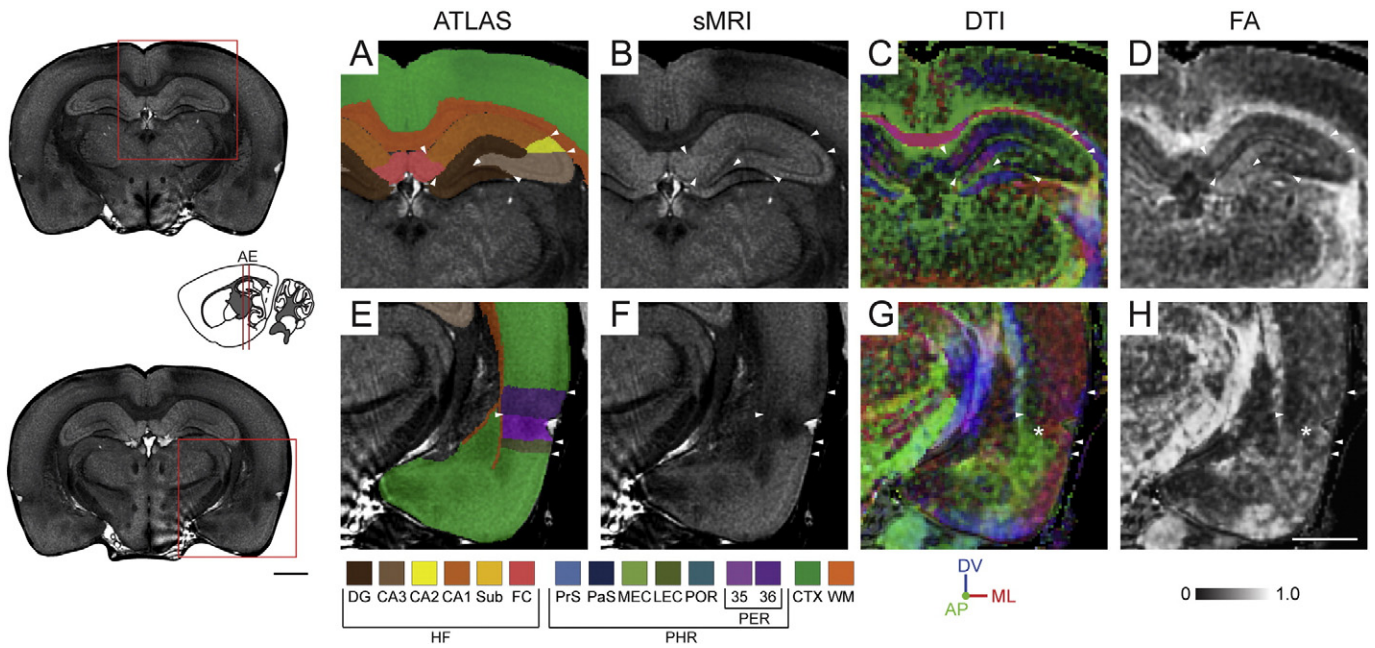 ATLAS sMRI DTI FA
A B C D
AE
E F G H
*
*
DG CA3 CA2 CA1 Sub FC PrS PaS MEC LEC POR 35 36 CTX WM
PER
HF PHR
DV
ML
AP
0 1.0